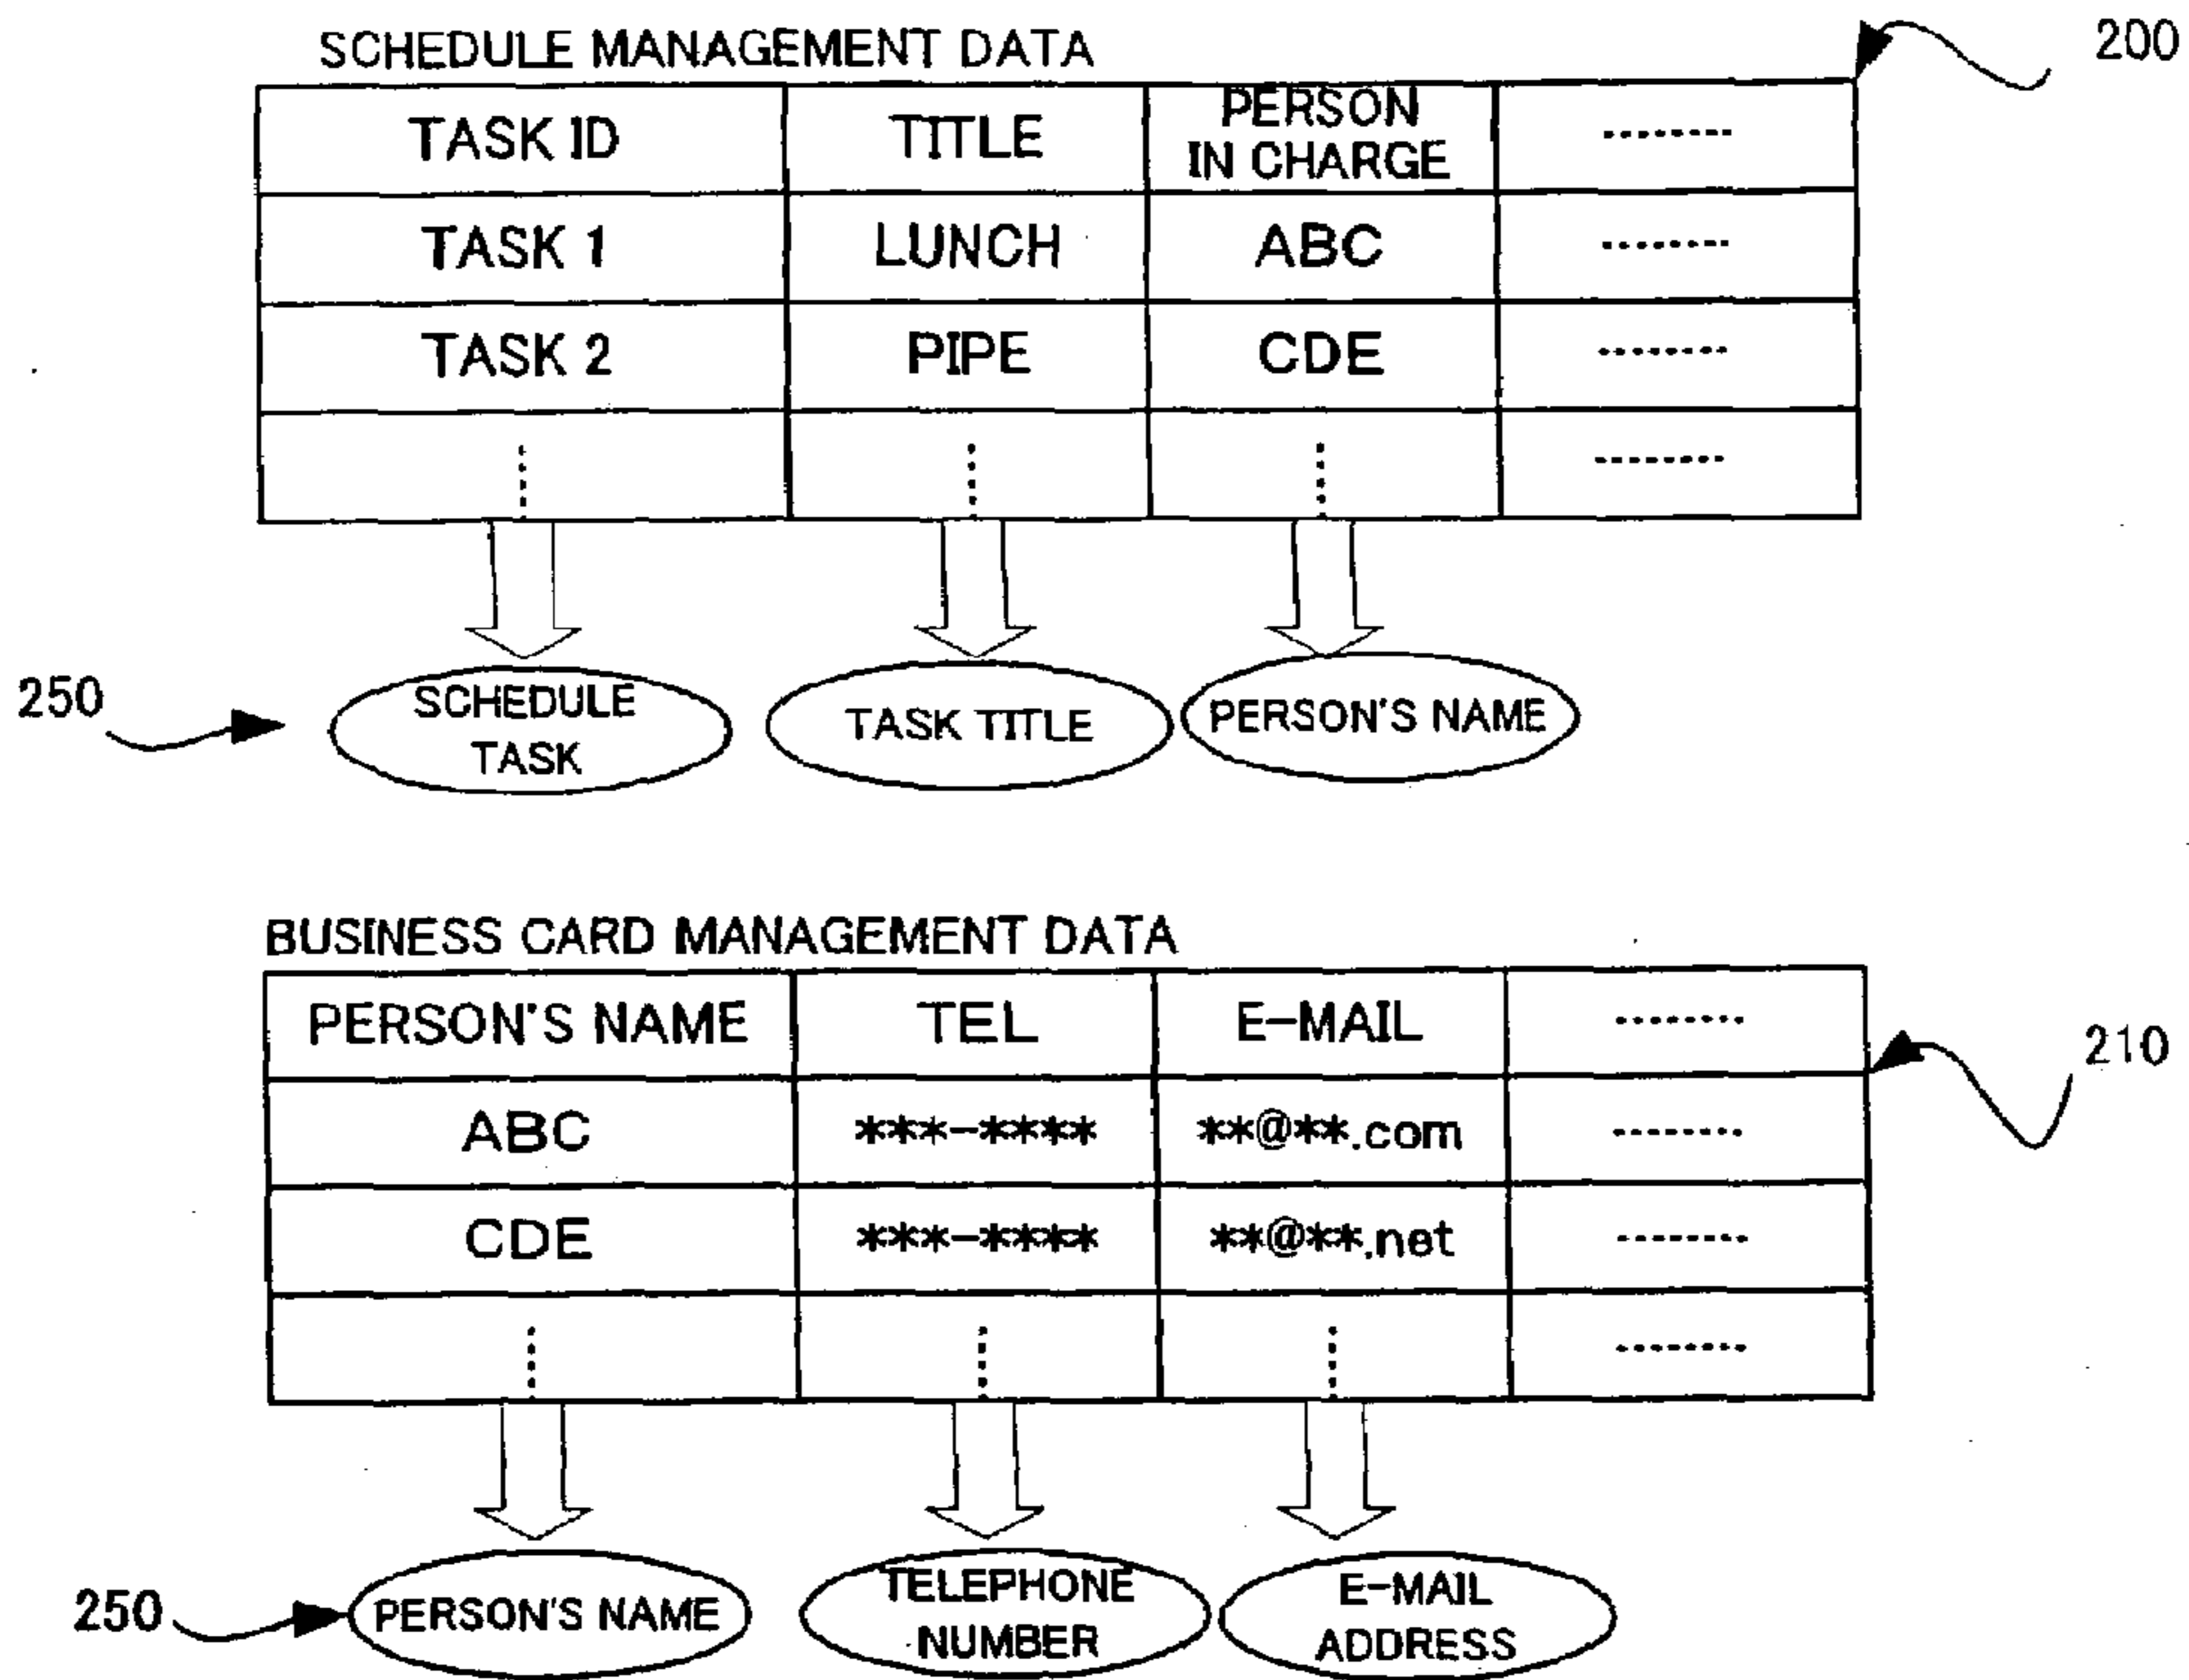 SCHEDULE MANAGEMENT DATA
200
TASK ID TITLE PERSON IN CHARGE --------
TASK 1 LUNCH ABC --------
TASK 2 PIPE CDE --------
--------
250
SCHEDULE TASK
TASK TITLE
PERSON'S NAME
BUSINESS CARD MANAGEMENT DATA
PERSON'S NAME TEL E-MAIL --------
210
ABC ***-**** **@**.com --------
CDE ***-**** **@**.net --------
--------
250
PERSON'S NAME
TELEPHONE NUMBER
E-MAIL ADDRESS